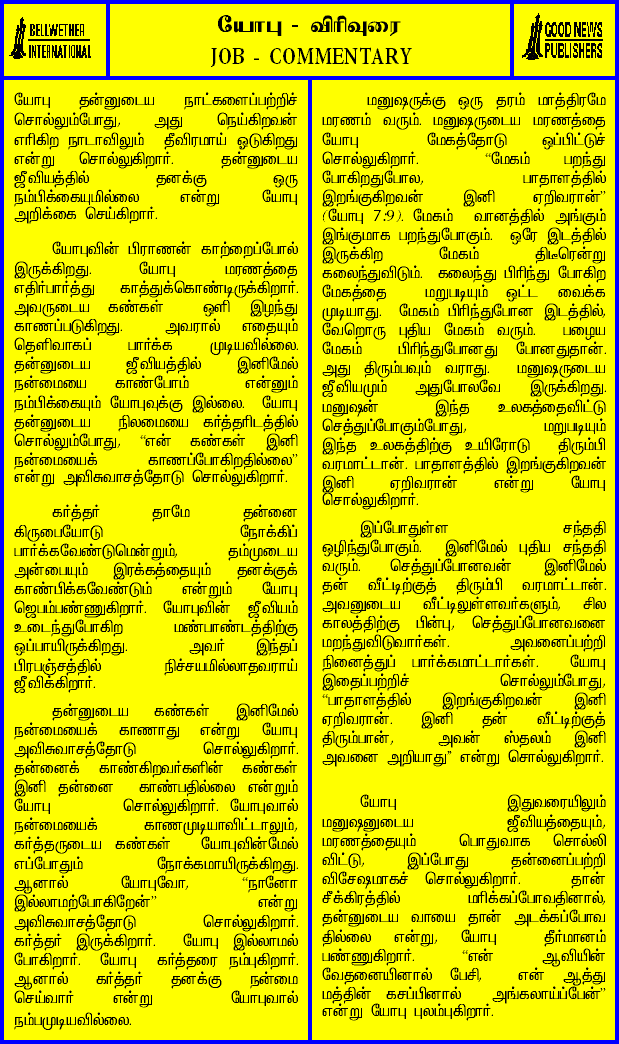 BELLWETHER
INTERNATIONAL
யோபு - விரிவுரை
JOB - COMMENTARY
GOOD NEWS
PUBLISHERS
யோபு தன்னுடைய நாட்களைப்பற்றிச்
சொல்லும்போது, அது நெய்கிறவன்
எறிகிற நாடாவிலும் தீவிரமாய் ஓடுகிறது
என்று சொல்லுகிறார். தன்னுடைய
ஜீவியத்தில் தனக்கு ஒரு
நம்பிக்கையுமில்லை என்று யோபு
அறிக்கை செய்கிறார்.
யோபுவின் பிராணன் காற்றைப்போல்
இருக்கிறது. யோபு மரணத்தை
எதிர்பார்த்து காத்துக்கொண்டிருக்கிறார்.
அவருடைய கண்கள் ஒளி இழந்து
காணப்படுகிறது. அவரால் எதையும்
தெளிவாகப் பார்க்க முடியவில்லை.
தன்னுடைய ஜீவியத்தில் இனிமேல்
நன்மையை காண்போம் என்னும்
நம்பிக்கையும் யோபுவுக்கு இல்லை. யோபு
தன்னுடைய நிலமையை கர்த்தரிடத்தில்
சொல்லும்போது, “என் கண்கள் இனி
நன்மையைக் காணப்போகிறதில்லை”
என்று அவிசுவாசத்தோடு சொல்லுகிறார்.
கர்த்தர் தாமே தன்னை
கிருபையோடு நோக்கிப்
பார்க்கவேண்டுமென்றும், தம்முடைய
அன்பையும் இரக்கத்தையும் தனக்குக்
காண்பிக்கவேண்டும் என்றும் யோபு
ஜெபம்பண்ணுகிறார். யோபுவின் ஜீவியம்
உடைந்துபோகிற மண்பாண்டத்திற்கு
ஒப்பாயிருக்கிறது. அவர் இந்தப்
பிரபஞ்சத்தில் நிச்சயமில்லாதவராய்
ஜீவிக்கிறார்.
தன்னுடைய கண்கள் இனிமேல்
நன்மையைக் காணாது என்று யோபு
அவிசுவாசத்தோடு சொல்லுகிறார்.
தன்னைக் காண்கிறவர்களின் கண்கள்
இனி தன்னை காண்பதில்லை என்றும்
யோபு சொல்லுகிறார். யோபுவால்
நன்மையைக் காணமுடியாவிட்டாலும்,
கர்த்தருடைய கண்கள் யோபுவின்மேல்
எப்போதும் நோக்கமாயிருக்கிறது.
ஆனால் யோபுவோ, “நானோ
இல்லாமற்போகிறேன்” என்று
அவிசுவாசத்தோடு சொல்லுகிறார்.
கர்த்தர் இருக்கிறார். யோபு இல்லாமல்
போகிறார். யோபு கர்த்தரை நம்புகிறார்.
ஆனால் கர்த்தர் தனக்கு நன்மை
செய்வார் என்று யோபுவால்
நம்பமுடியவில்லை.
மனுஷருக்கு ஒரு தரம் மாத்திரமே
மரணம் வரும். மனுஷருடைய மரணத்தை
யோபு மேகத்தோடு ஒப்பிட்டுச்
சொல்லுகிறார். “மேகம் பறந்து
போகிறதுபோல, பாதாளத்தில்
இறங்குகிறவன் இனி ஏறிவரான்”
(யோபு 7:9). மேகம் வானத்தில் அங்கும்
இங்குமாக பறந்துபோகும். ஒரே இடத்தில்
இருக்கிற மேகம் திடீரென்று
கலைந்துவிடும். கலைந்து பிரிந்து போகிற
மேகத்தை மறுபடியும் ஒட்ட வைக்க
முடியாது. மேகம் பிரிந்துபோன இடத்தில்,
வேறொரு புதிய மேகம் வரும். பழைய
மேகம் பிரிந்துபோனது போனதுதான்.
அது திரும்பவும் வராது. மனுஷருடைய
ஜீவியமும் அதுபோலவே இருக்கிறது.
மனுஷன் இந்த உலகத்தைவிட்டு
செத்துப்போகும்போது, மறுபடியும்
இந்த உலகத்திற்கு உயிரோடு திரும்பி
வரமாட்டான். பாதாளத்தில் இறங்குகிறவன்
இனி ஏறிவரான் என்று யோபு
சொல்லுகிறார்.
இப்போதுள்ள சந்ததி
ஒழிந்துபோகும். இனிமேல் புதிய சந்ததி
வரும். செத்துப்போனவன் இனிமேல்
தன் வீட்டிற்குத் திரும்பி வரமாட்டான்.
அவனுடைய வீட்டிலுள்ளவர்களும், சில
காலத்திற்கு பின்பு, செத்துப்போனவனை
மறந்துவிடுவார்கள். அவனைப்பற்றி
நினைத்துப் பார்க்கமாட்டார்கள். யோபு
இதைப்பற்றிச் சொல்லும்போது,
“பாதாளத்தில் இறங்குகிறவன் இனி
ஏறிவரான். இனி தன் வீட்டிற்குத்
திரும்பான், அவன் ஸ்தலம் இனி
அவனை அறியாது” என்று சொல்லுகிறார்.
யோபு இதுவரையிலும்
மனுஷனுடைய ஜீவியத்தையும்,
மரணத்தையும் பொதுவாக சொல்லி
விட்டு, இப்போது தன்னைப்பற்றி
விசேஷமாகச் சொல்லுகிறார். தான்
சீக்கிரத்தில் மரிக்கப்போவதினால்,
தன்னுடைய வாயை தான் அடக்கப்போவ
தில்லை என்று, யோபு தீர்மானம்
பண்ணுகிறார். “என் ஆவியின்
வேதனையினால் பேசி, என் ஆத்து
மத்தின் கசப்பினால் அங்கலாய்ப்பேன்”
என்று யோபு புலம்புகிறார்.